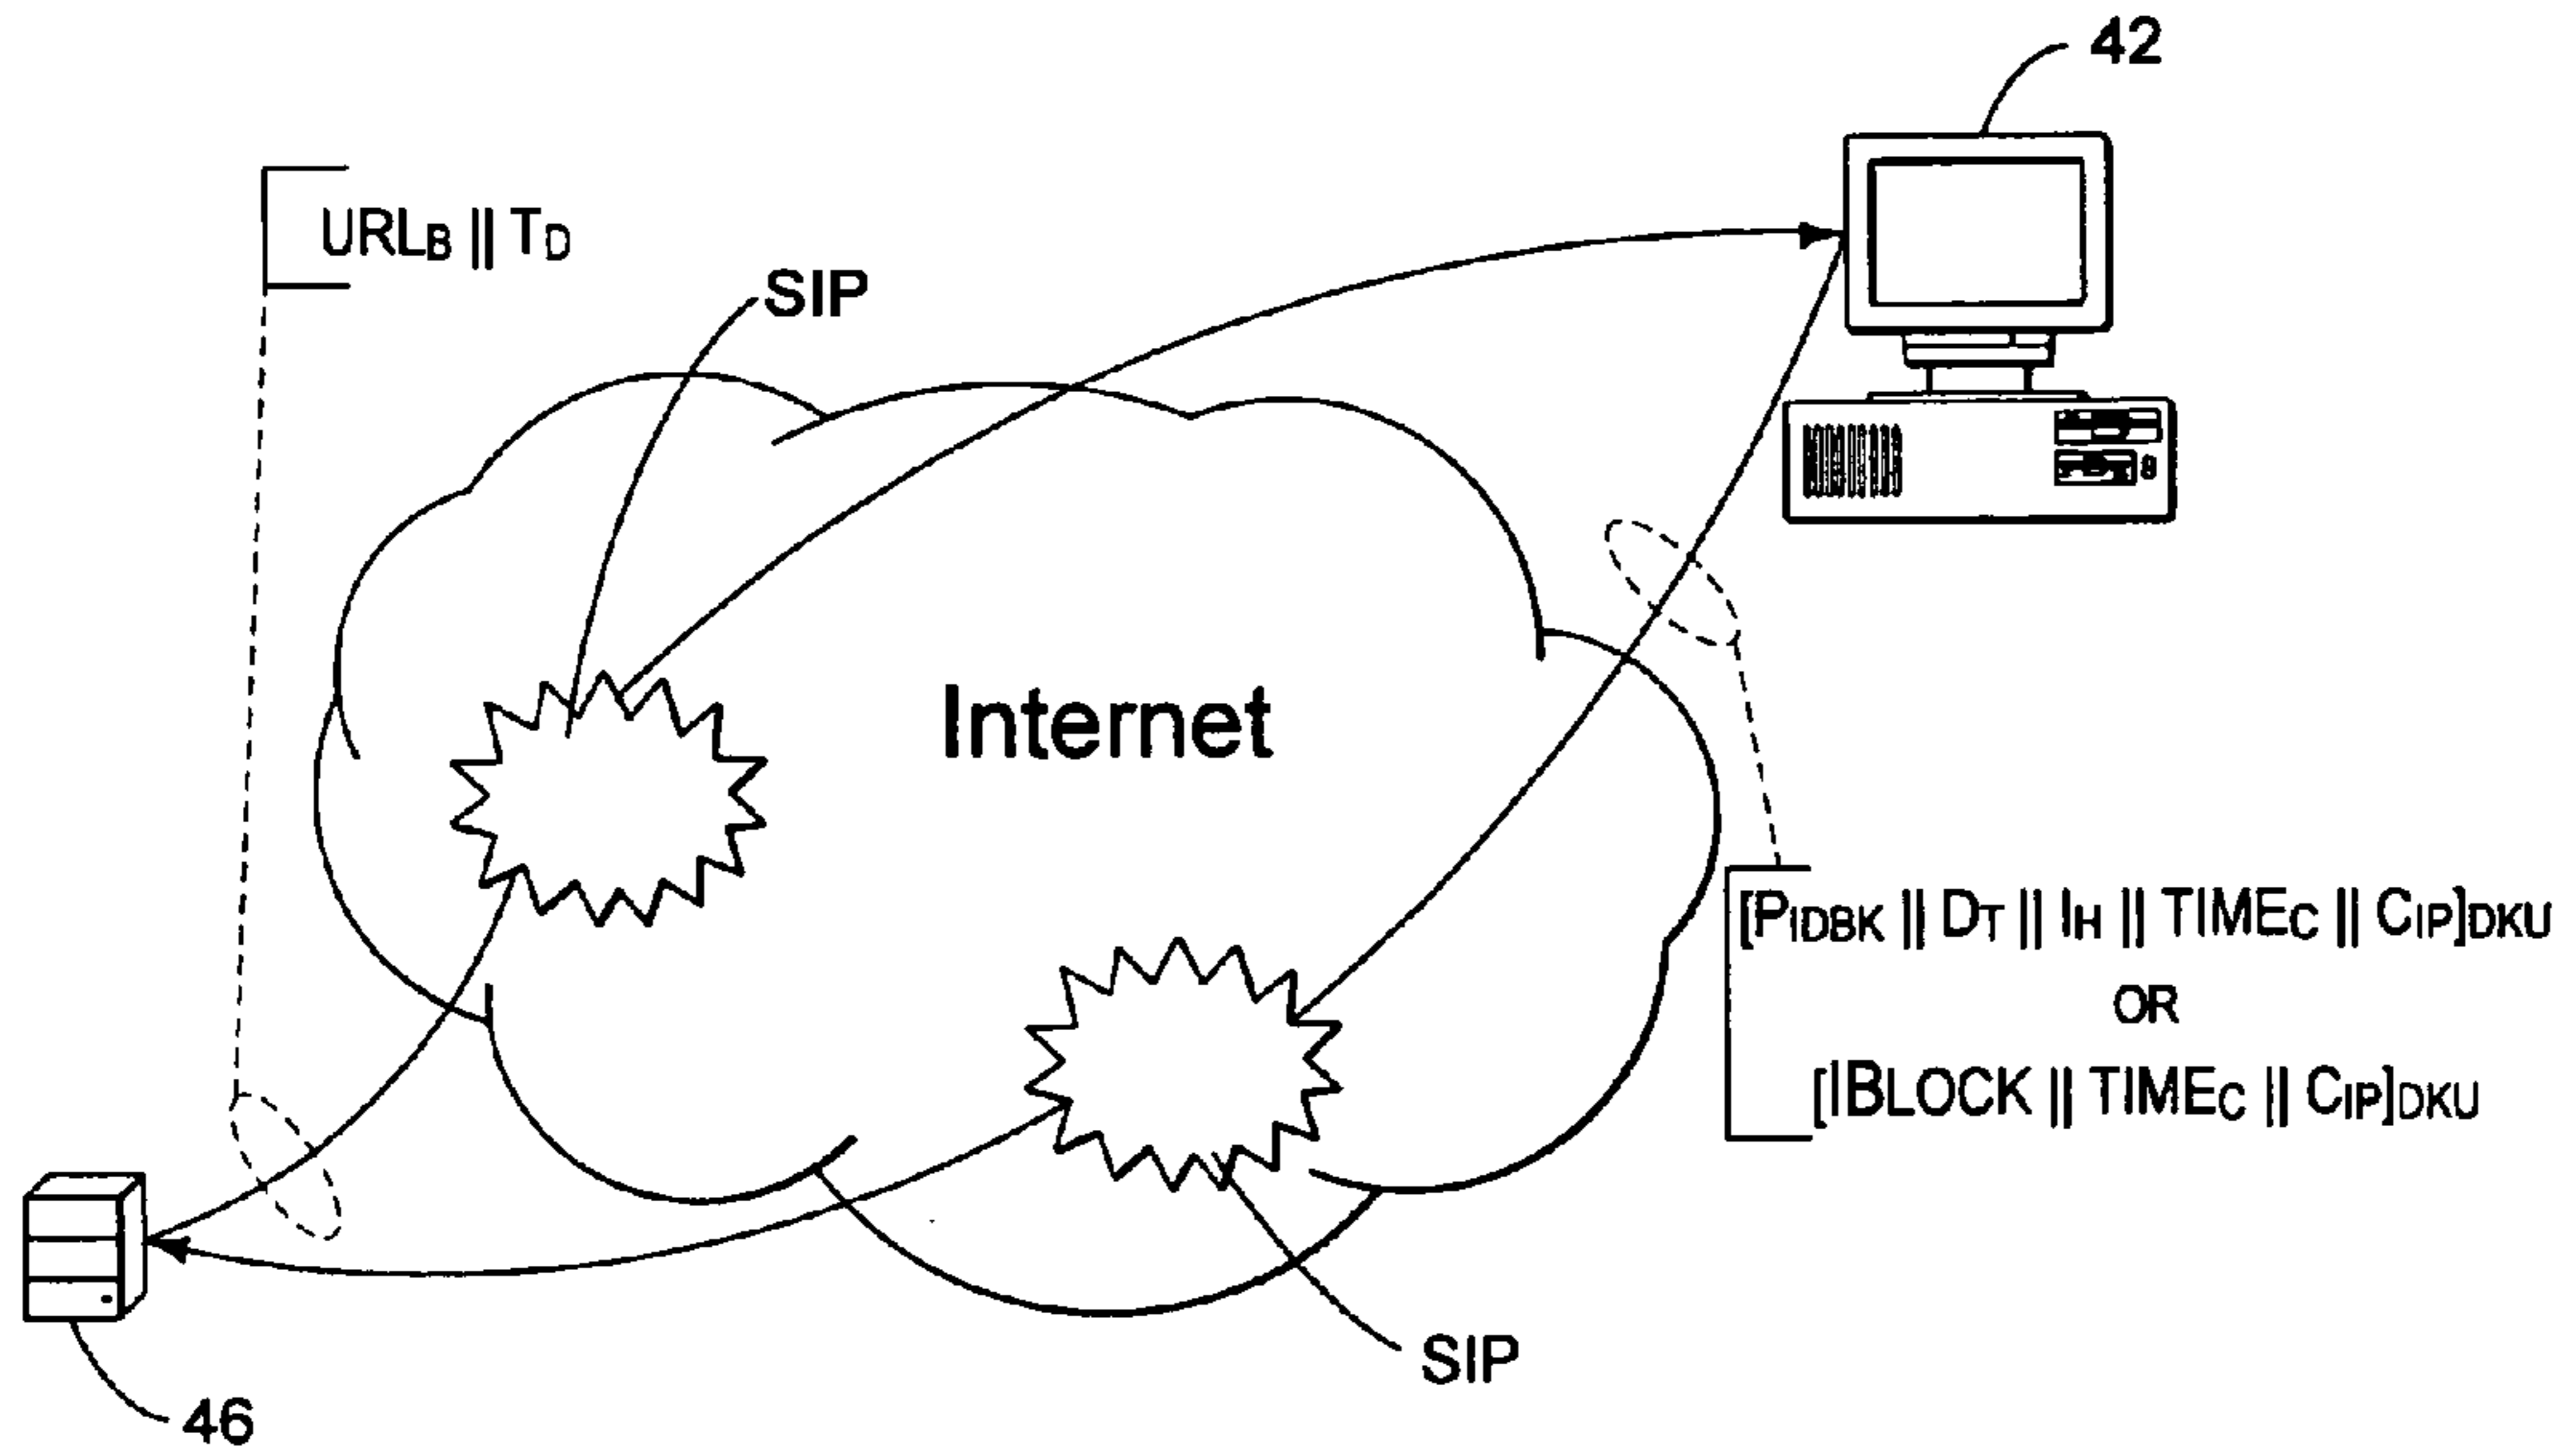 42
URLB || TD
SIP
Internet
[PIDBK || DT || IH || TIMEC || CIP]DKU
OR
[IBLOCK || TIMEC || CIP]DKU
SIP
46